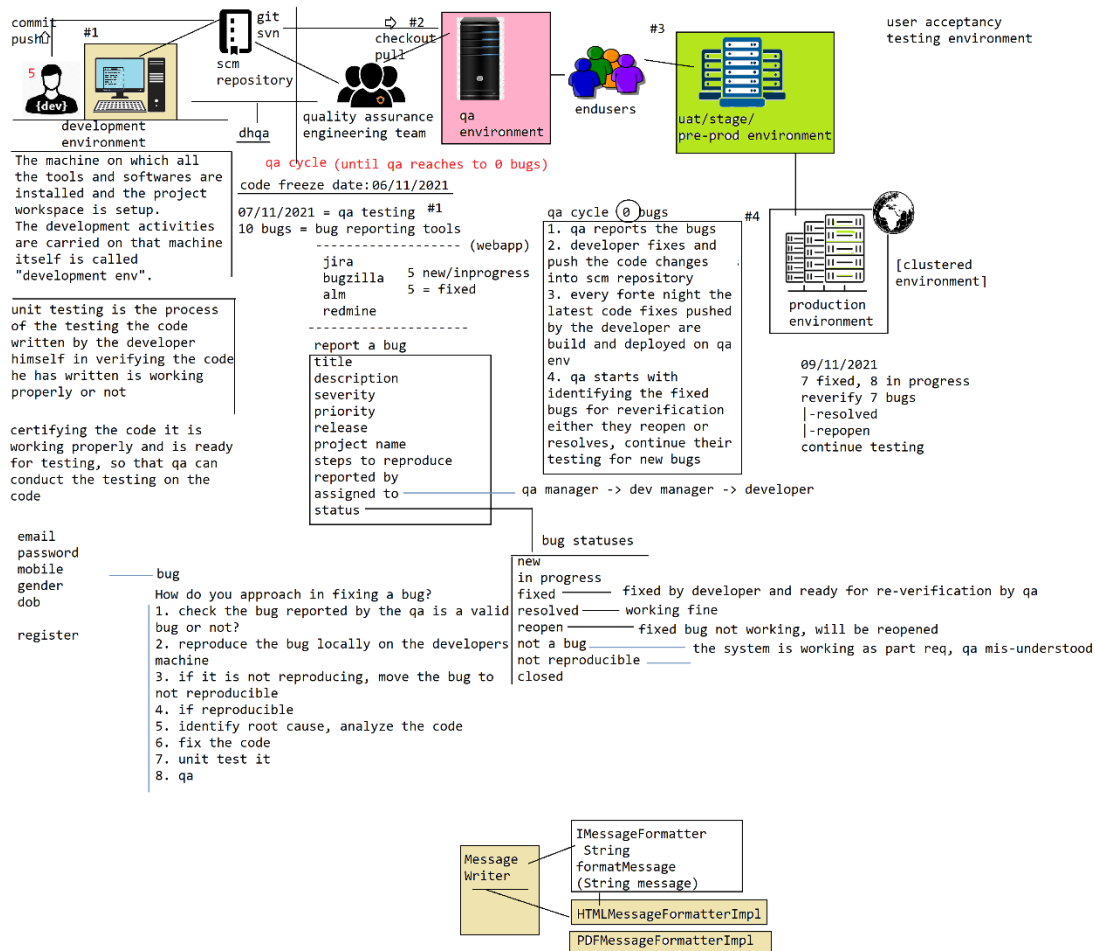 commit
push
#1
5
{dev}
development
environment
git
svn
scm
repository
dhqa
#2
checkout
pull
quality assurance
engineering team
qa
environment
endusers
#3
uat/stage/
pre-prod environment
user acceptancy
testing environment
The machine on which all
the tools and softwares are
installed and the project
workspace is setup.
The development activities
are carried on that machine
itself is called
"development env".
unit testing is the process
of the testing the code
written by the developer
himself in verifying the code
he has written is working
properly or not
certifying the code it is
working properly and is ready
for testing, so that qa can
conduct the testing on the
code
qa cycle (until qa reaches to 0 bugs)
code freeze date:06/11/2021
07/11/2021 = qa testing #1
10 bugs = bug reporting tools
------------------- (webapp)
jira
bugzilla
alm
redmine
5 new/inprogress
5 = fixed
--------------------
report a bug
title
description
severity
priority
release
project name
steps to reproduce
reported by
assigned to
status
qa manager -> dev manager -> developer
qa cycle 0 bugs
1. qa reports the bugs
2. developer fixes and
push the code changes
into scm repository
3. every forte night the
latest code fixes pushed
by the developer are
build and deployed on qa
env
4. qa starts with
identifying the fixed
bugs for reverification
either they reopen or
resolves, continue their
testing for new bugs
#4
production
environment
[clustered
environment]
09/11/2021
7 fixed, 8 in progress
reverify 7 bugs
|-resolved
|-repopen
continue testing
bug statuses
new
in progress
fixed
fixed by developer and ready for re-verification by qa
resolved
working fine
reopen
fixed bug not working, will be reopened
not a bug
the system is working as part req, qa mis-understood
not reproducible
closed
email
password
mobile
gender
dob
register
bug
How do you approach in fixing a bug?
1. check the bug reported by the qa is a valid
bug or not?
2. reproduce the bug locally on the developers
machine
3. if it is not reproducing, move the bug to
not reproducible
4. if reproducible
5. identify root cause, analyze the code
6. fix the code
7. unit test it
8. qa
Message
Writer
IMessageFormatter
String
formatMessage
(String message)
HTMLMessageFormatterImpl
PDFMessageFormatterImpl